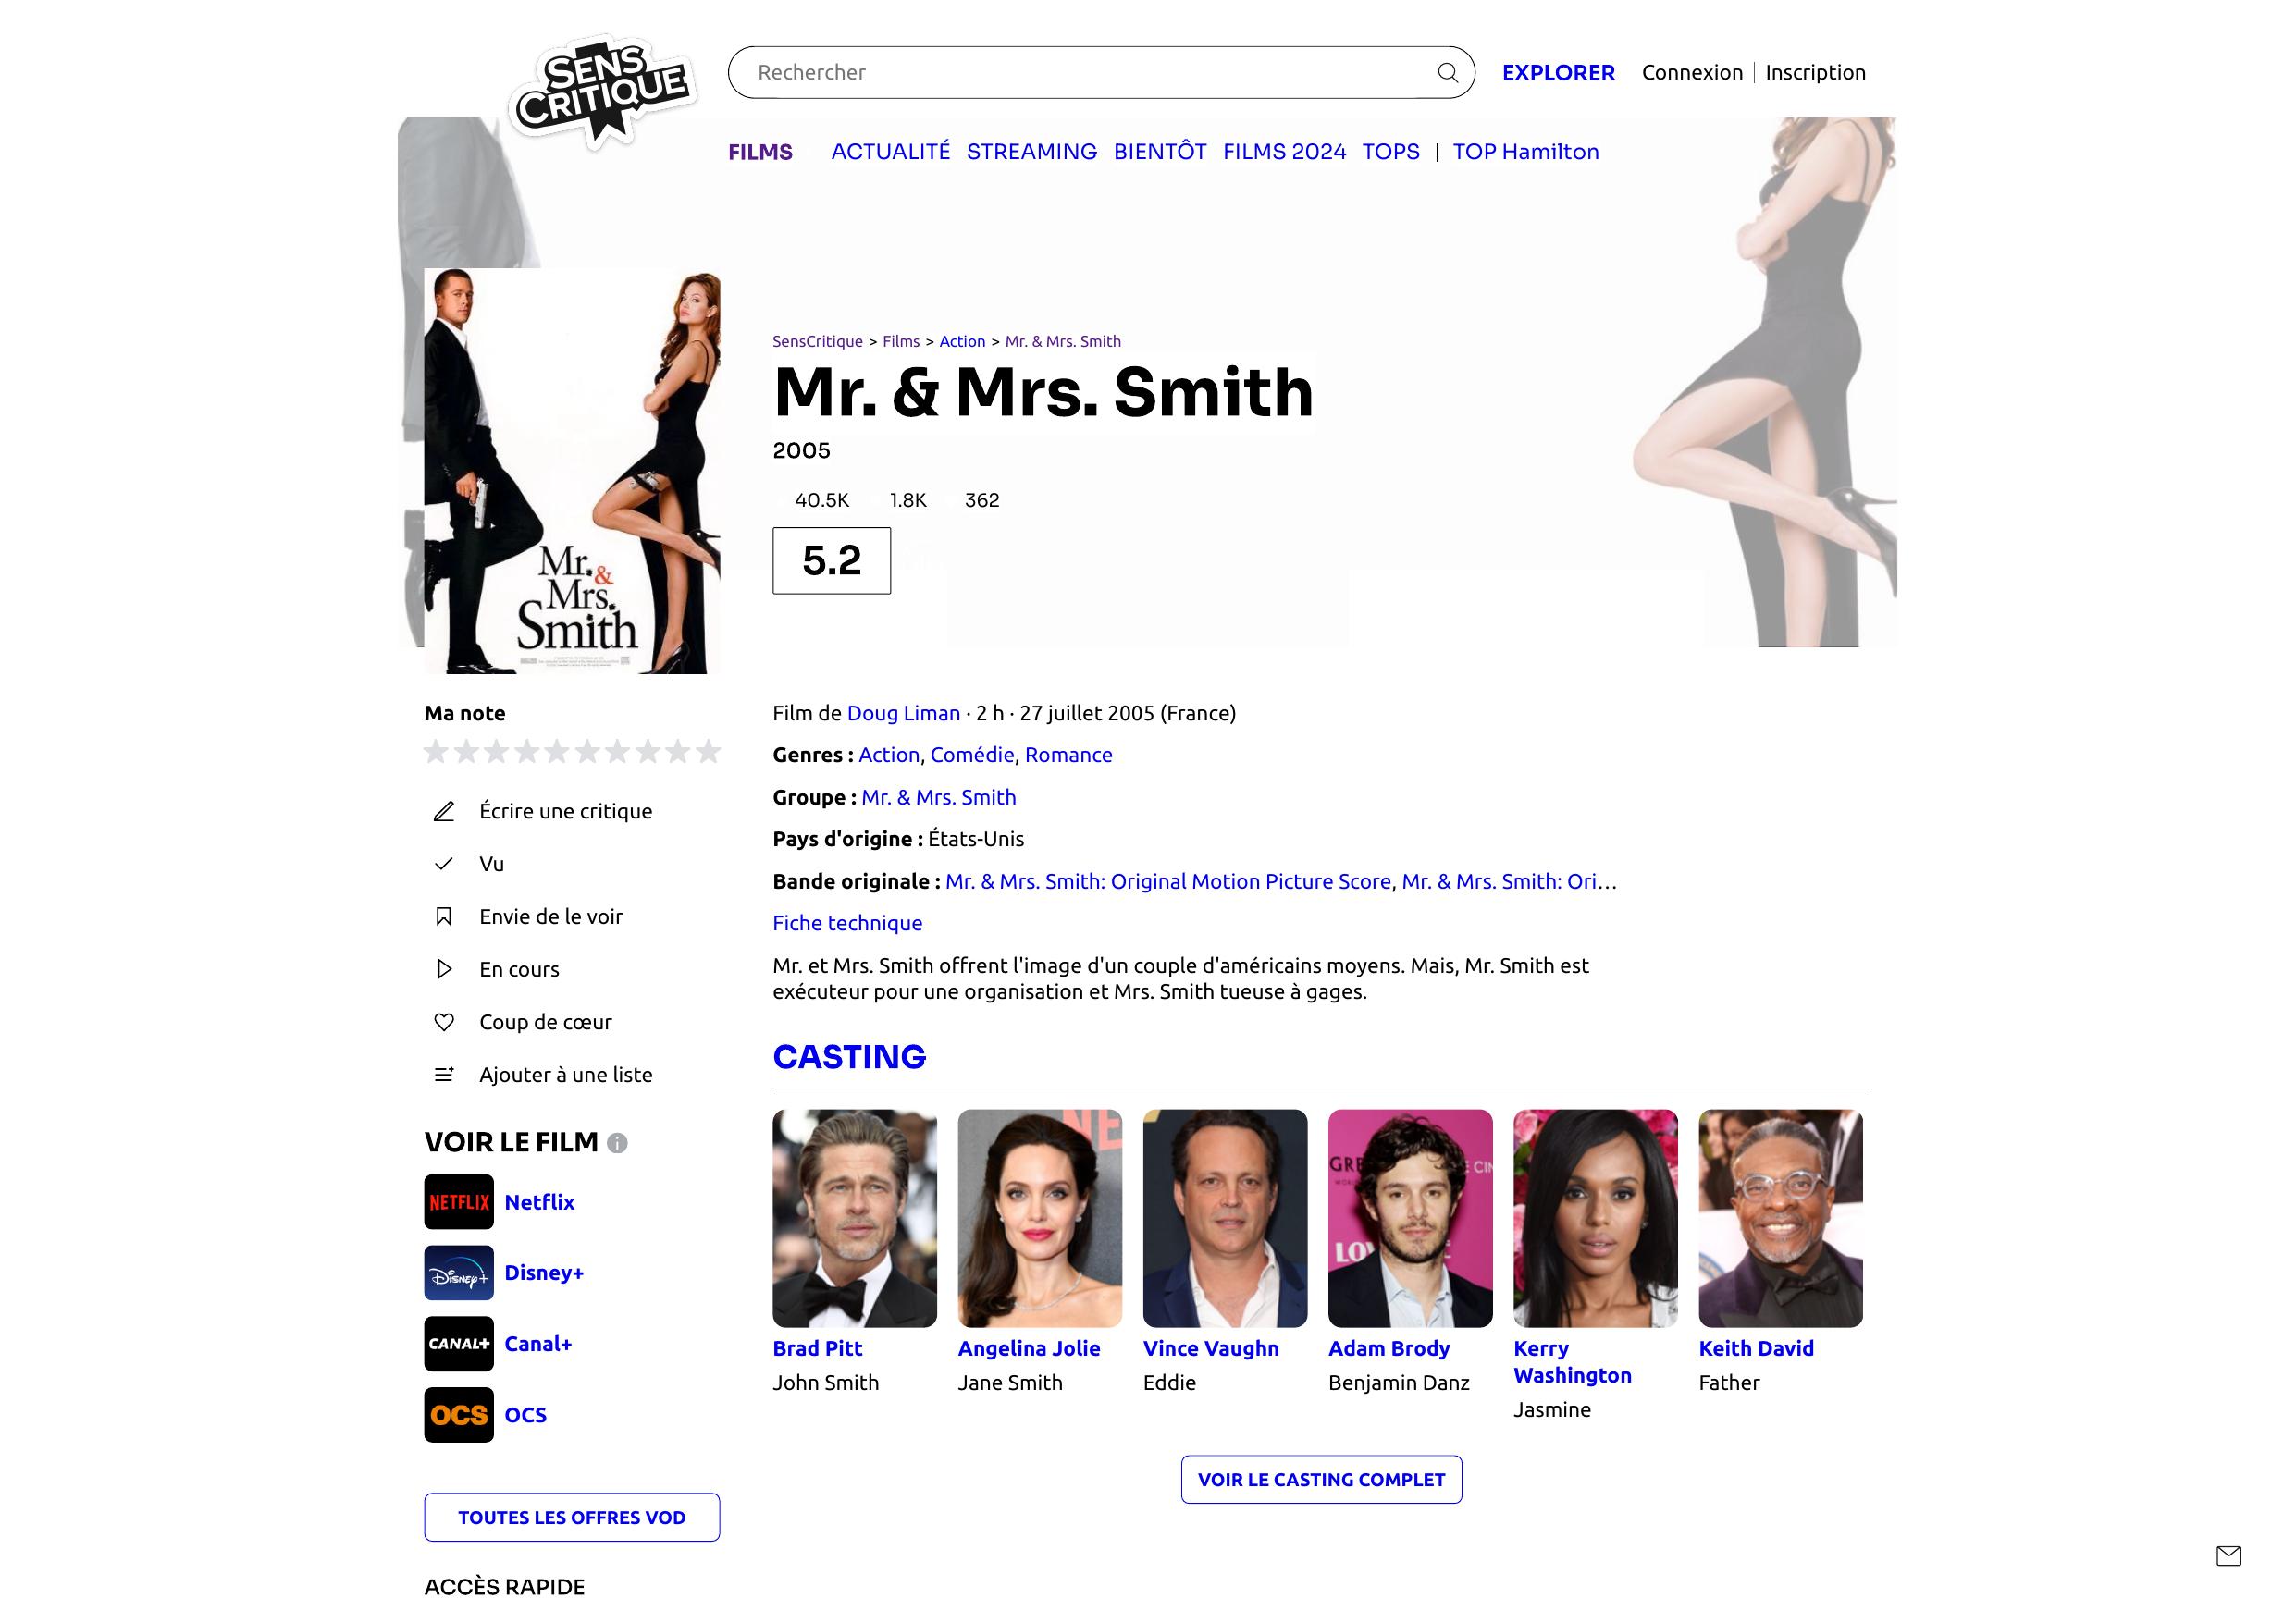 SENS
CRITIQUE
Rechercher
EXPLORER
Connexion | Inscription
FILMS ACTUALITÉ STREAMING BIENTÔT FILMS 2024 TOPS | TOP Hamilton
SensCritique > Films > Action > Mr. & Mrs. Smith
Mr. & Mrs. Smith
2005
40.5K 1.8K 362
5.2
Mr. &
Mrs.
Smith
Ma note
Écrire une critique
Vu
Envie de le voir
En cours
Coup de cœur
Ajouter à une liste
VOIR LE FILM
NETFLIX Netflix
Disney+ Disney+
CANAL+ Canal+
OCS OCS
TOUTES LES OFFRES VOD
ACCÈS RAPIDE
Film de Doug Liman · 2 h · 27 juillet 2005 (France)
Genres : Action, Comédie, Romance
Groupe : Mr. & Mrs. Smith
Pays d'origine : États-Unis
Bande originale : Mr. & Mrs. Smith: Original Motion Picture Score, Mr. & Mrs. Smith: Ori…
Fiche technique
Mr. et Mrs. Smith offrent l'image d'un couple d'américains moyens. Mais, Mr. Smith est
exécuteur pour une organisation et Mrs. Smith tueuse à gages.
CASTING
Brad Pitt
John Smith
Angelina Jolie
Jane Smith
Vince Vaughn
Eddie
Adam Brody
Benjamin Danz
Kerry
Washington
Jasmine
Keith David
Father
VOIR LE CASTING COMPLET